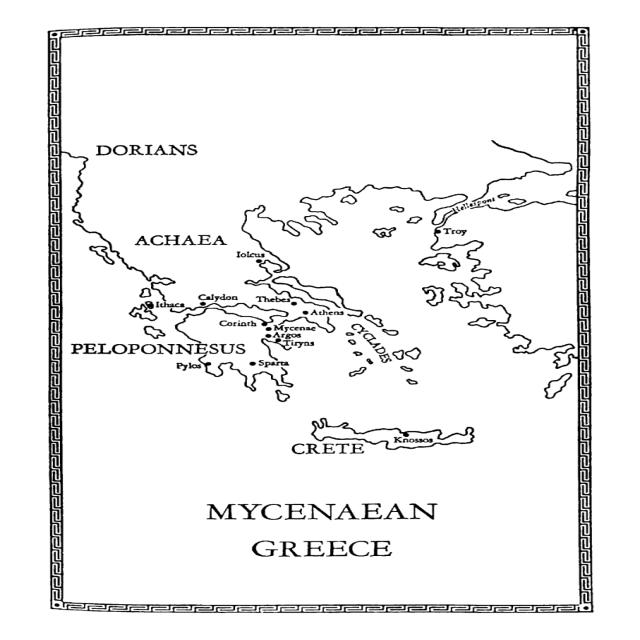 DORIANS
ACHAEA
Hellespont
Troy
Iolcus
Ithaca
Calydon
Thebes
Athens
Corinth
Mycenae
Argos
Tiryns
CYCLADES
PELOPONNESUS
Pylos
Sparta
CRETE
Knossos
MYCENAEAN
GREECE